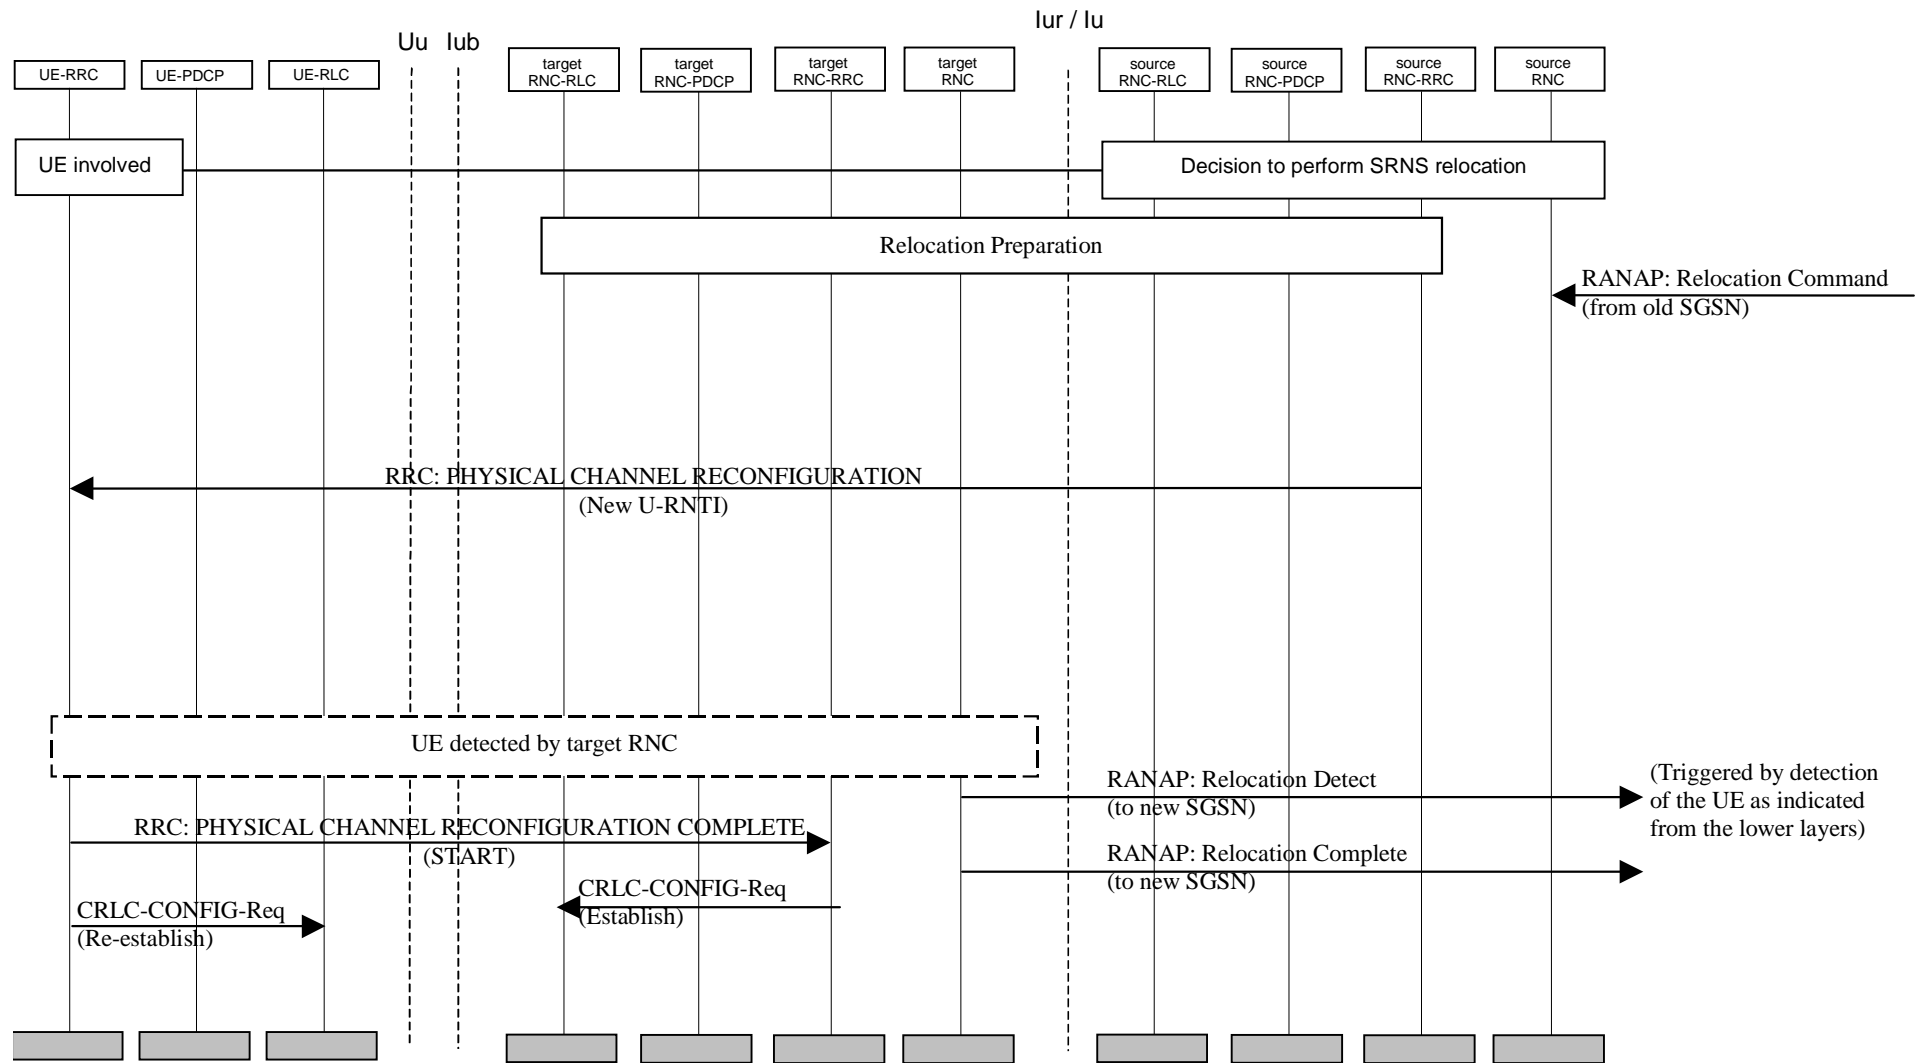 Iur / Iu
Uu
Iub
UE-RRC
UE-PDCP
UE-RLC
target
RNC-RLC
target
RNC-PDCP
target
RNC-RRC
target
RNC
source
RNC-RLC
source
RNC-PDCP
source
RNC-RRC
source
RNC
UE involved
Decision to perform SRNS relocation
Relocation Preparation
RANAP: Relocation Command
(from old SGSN)
RRC: PHYSICAL CHANNEL RECONFIGURATION
(New U-RNTI)
UE detected by target RNC
RANAP: Relocation Detect
(to new SGSN)
(Triggered by detection
of the UE as indicated
from the lower layers)
RRC: PHYSICAL CHANNEL RECONFIGURATION COMPLETE
(START)
RANAP: Relocation Complete
(to new SGSN)
CRLC-CONFIG-Req
(Establish)
CRLC-CONFIG-Req
(Re-establish)